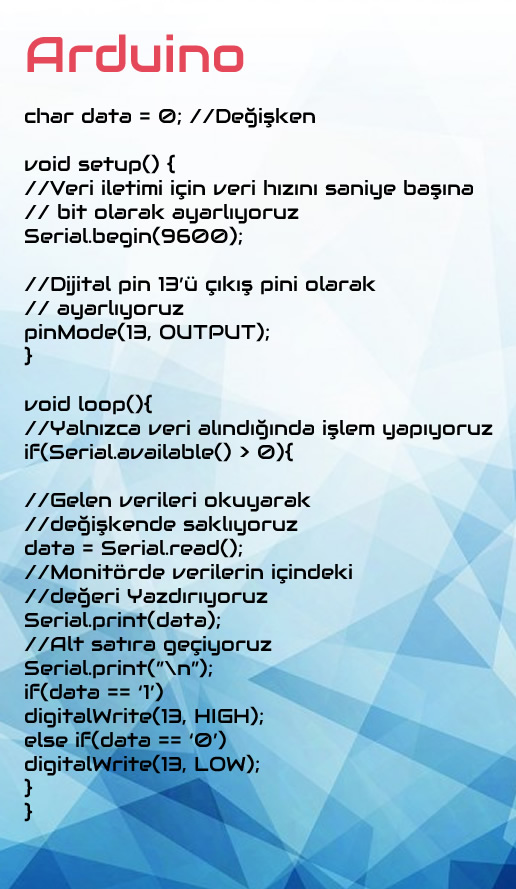 Arduino
char data = 0; //Değişken
void setup() {
//Veri iletimi için veri hızını saniye başına
// bit olarak ayarlıyoruz
Serial.begin(9600);
//Dijital pin 13'ü çıkış pini olarak
// ayarlıyoruz
pinMode(13, OUTPUT);
}
void loop(){
//Yalnızca veri alındığında işlem yapıyoruz
if(Serial.available() > 0){
//Gelen verileri okuyarak
//değişkende saklıyoruz
data = Serial.read();
//Monitörde verilerin içindeki
//değeri Yazdırıyoruz
Serial.print(data);
//Alt satıra geçiyoruz
Serial.print("\n");
if(data == '1')
digitalWrite(13, HIGH);
else if(data == '0')
digitalWrite(13, LOW);
}
}